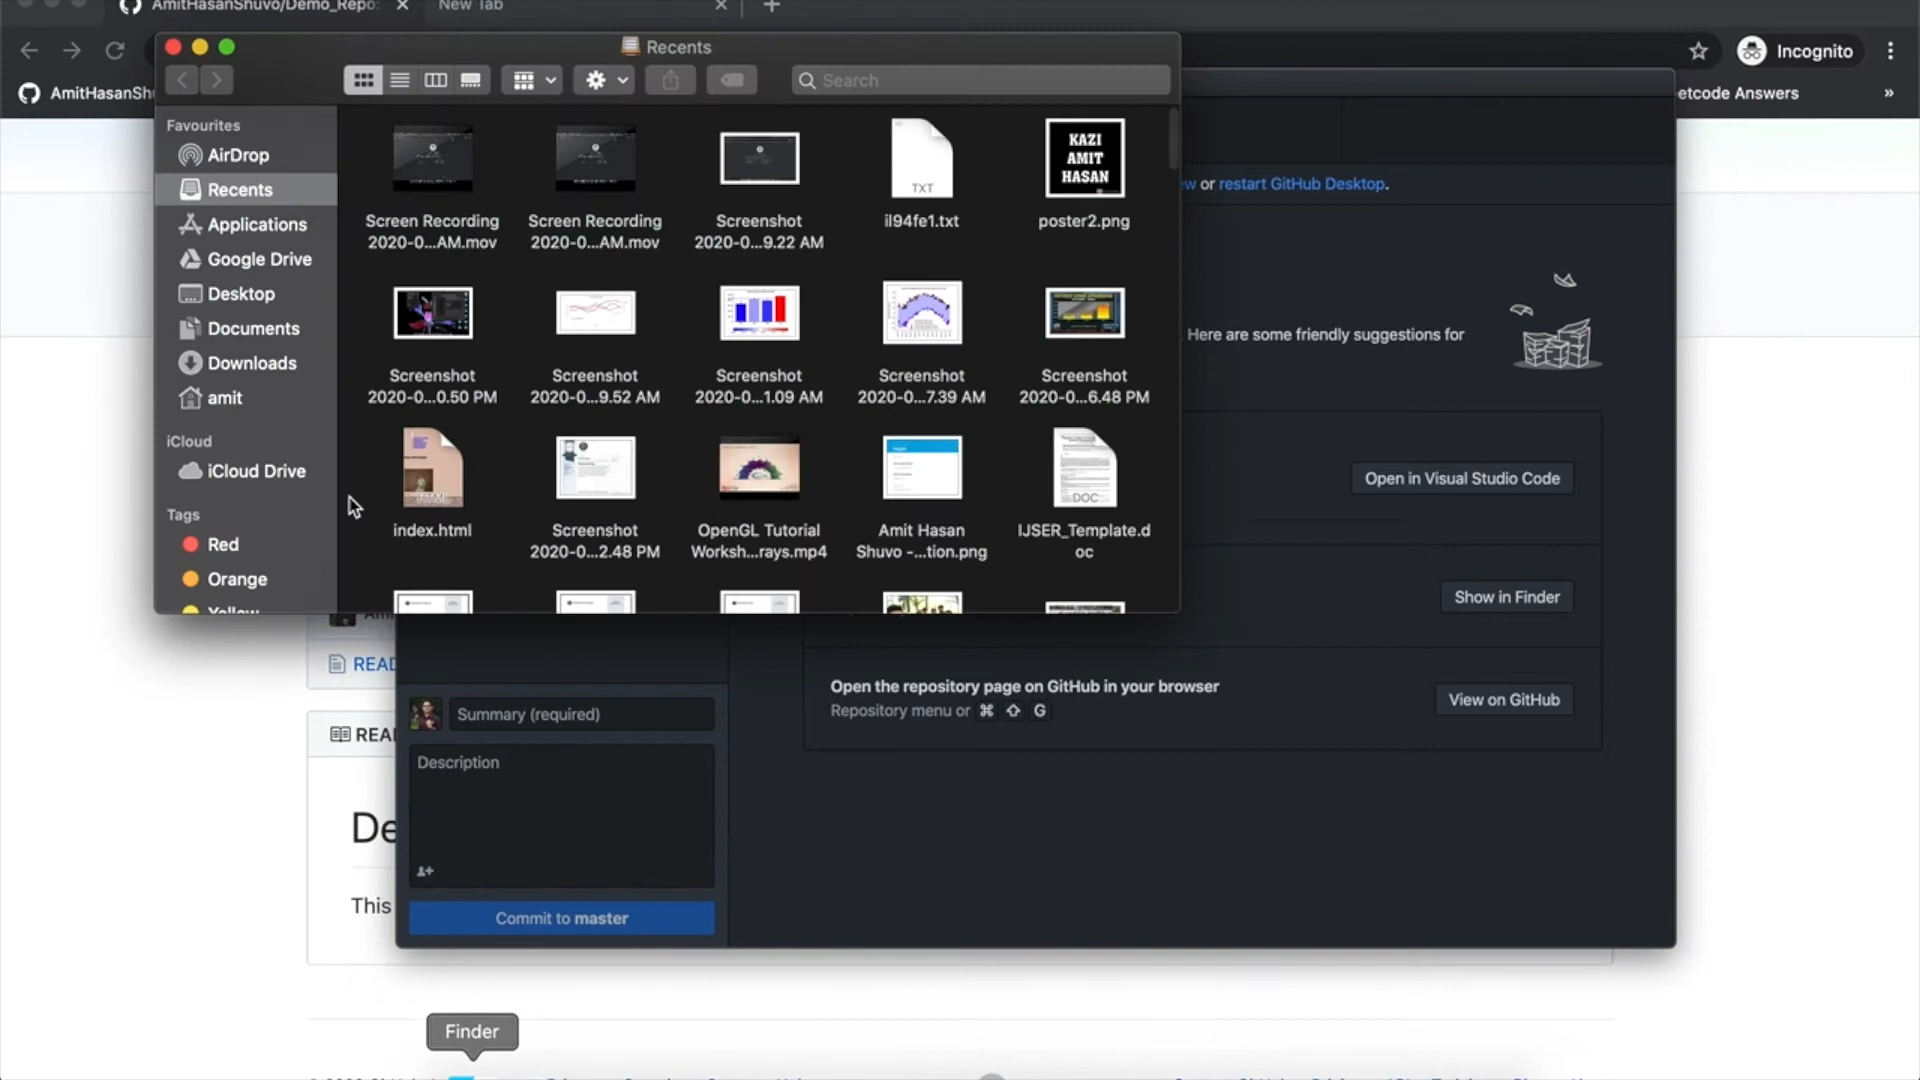 AmitHasanShuvo/Demo_Repo:
New Tab
Incognito
AmitHasanSh
etcode Answers
»
Recents
Search
Favourites
AirDrop
Recents
Applications
Google Drive
Desktop
Documents
Downloads
amit
iCloud
iCloud Drive
Tags
Red
Orange
Yellow
TXT
KAZI
AMIT
HASAN
Screen Recording
2020-0...AM.mov
Screen Recording
2020-0...AM.mov
Screenshot
2020-0...9.22 AM
il94fe1.txt
poster2.png
Screenshot
2020-0...0.50 PM
Screenshot
2020-0...9.52 AM
Screenshot
2020-0...1.09 AM
Screenshot
2020-0...7.39 AM
Screenshot
2020-0...6.48 PM
DOC
index.html
Screenshot
2020-0...2.48 PM
OpenGL Tutorial
Worksh...rays.mp4
Amit Hasan
Shuvo -...tion.png
IJSER_Template.d
oc
ew or restart GitHub Desktop.
Here are some friendly suggestions for
Open in Visual Studio Code
Show in Finder
Open the repository page on GitHub in your browser
Repository menu or ⌘ ⇧ G
View on GitHub
READ
REA
De
This
Summary (required)
Description
Commit to master
Finder